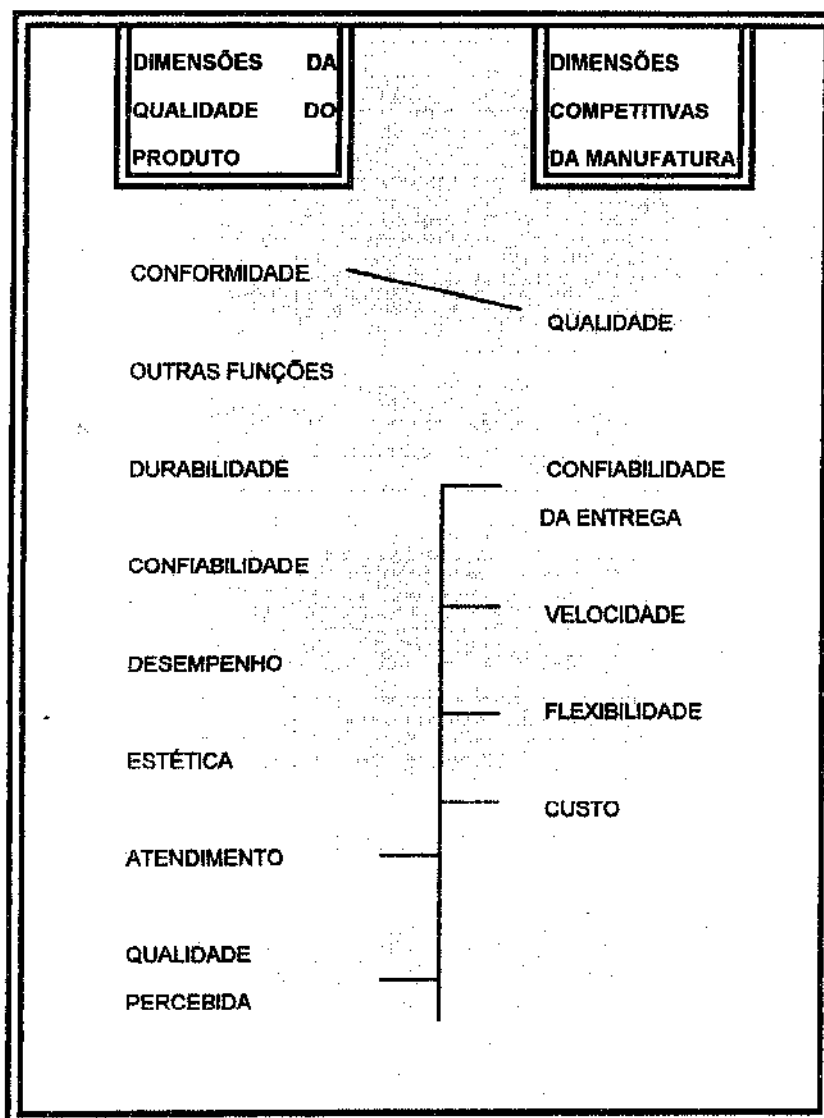 DIMENSÕES DA
QUALIDADE DO
PRODUTO
DIMENSÕES
COMPETITIVAS
DA MANUFATURA
CONFORMIDADE
QUALIDADE
OUTRAS FUNÇÕES
DURABILIDADE
CONFIABILIDADE
DA ENTREGA
CONFIABILIDADE
VELOCIDADE
DESEMPENHO
FLEXIBILIDADE
ESTÉTICA
CUSTO
ATENDIMENTO
QUALIDADE
PERCEBIDA